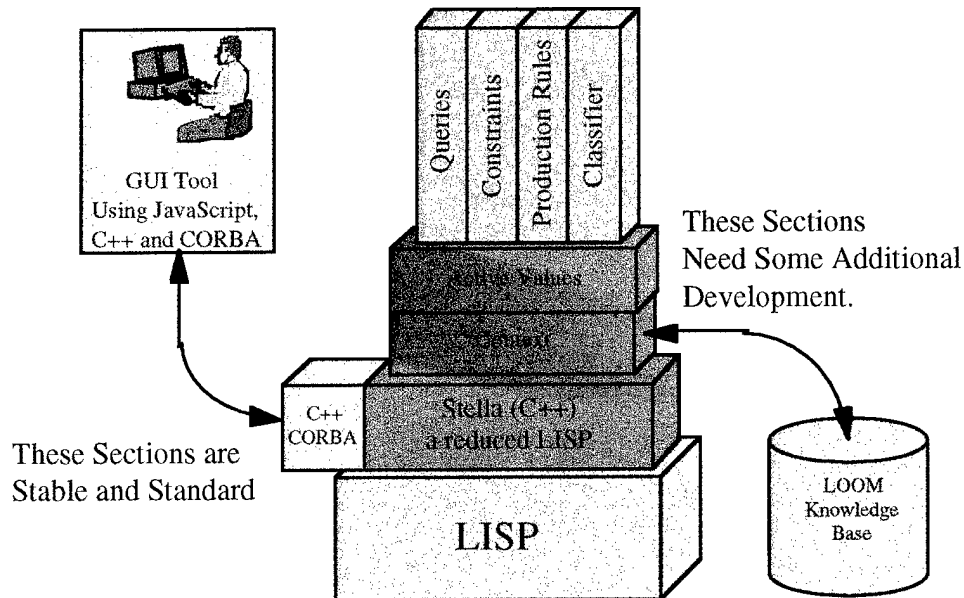 Queries
Constraints
Production Rules
Classifier
GUI Tool
Using JavaScript,
C++ and CORBA
These Sections
Need Some Additional
Development.
Values
Context
C++
CORBA
Stella (C++)
a reduced LISP
These Sections are
Stable and Standard
LISP
LOOM
Knowledge
Base